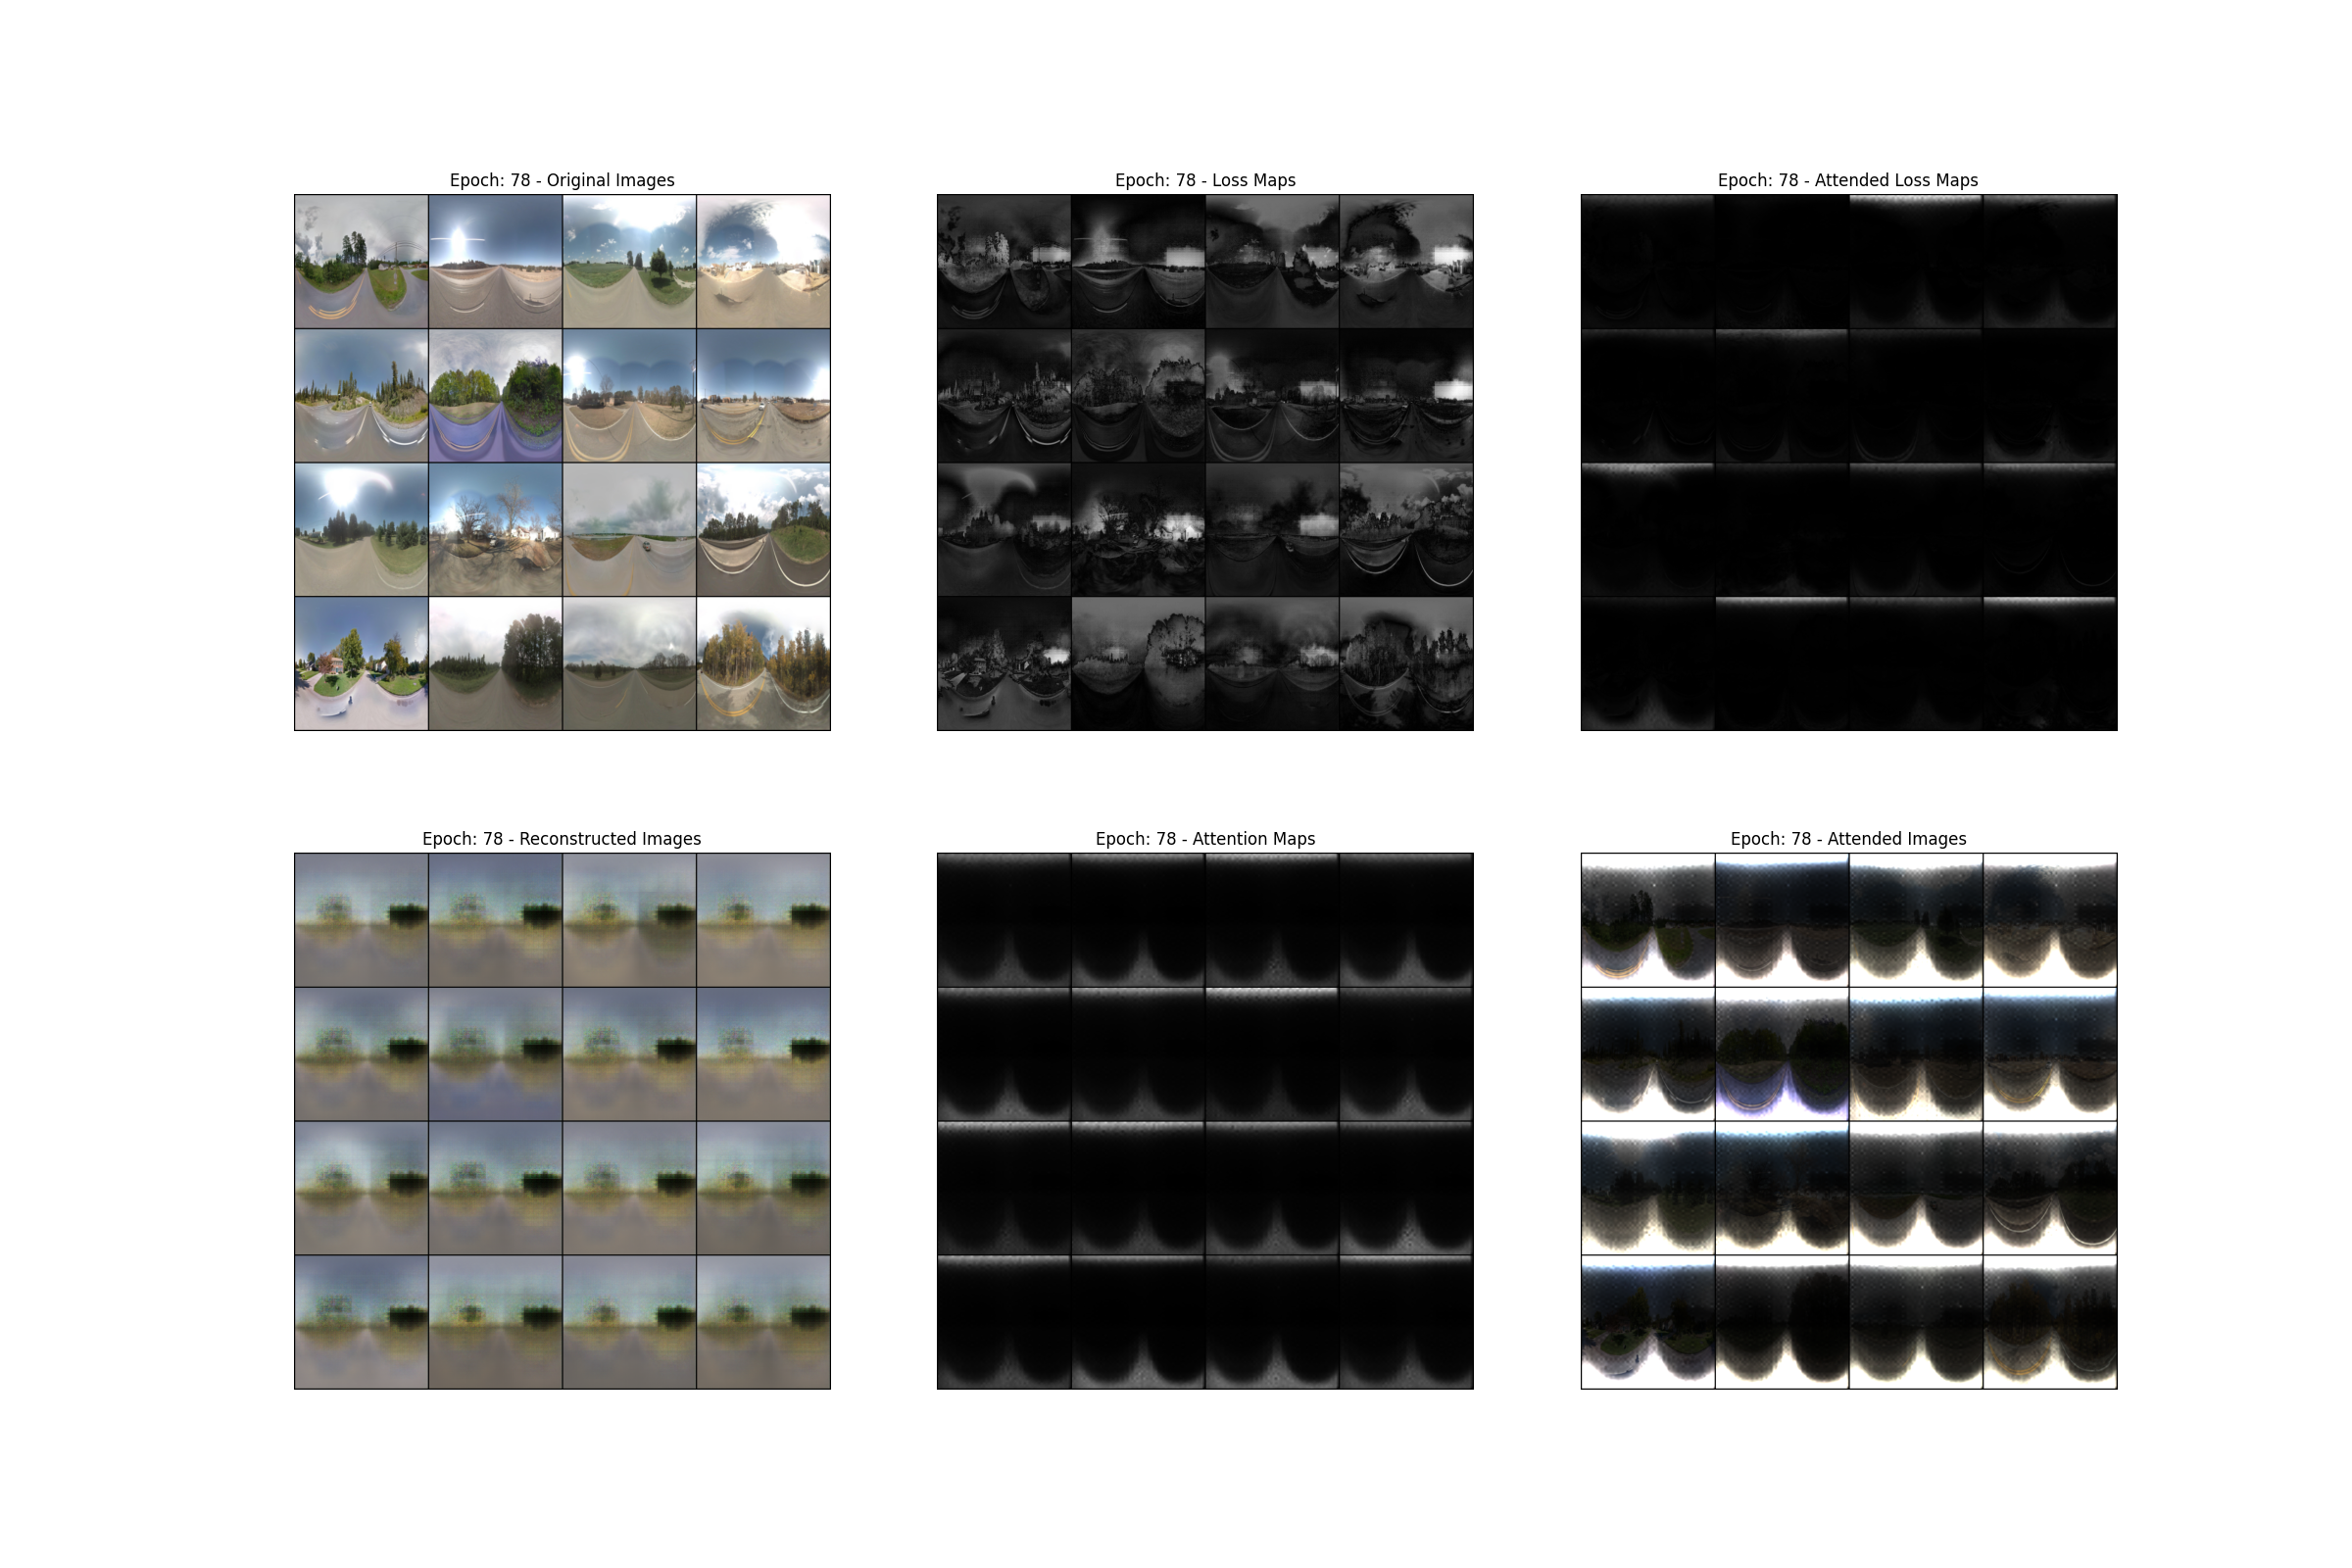 Epoch: 78 - Original Images
Epoch: 78 - Loss Maps
Epoch: 78 - Attended Loss Maps
Epoch: 78 - Reconstructed Images
Epoch: 78 - Attention Maps
Epoch: 78 - Attended Images